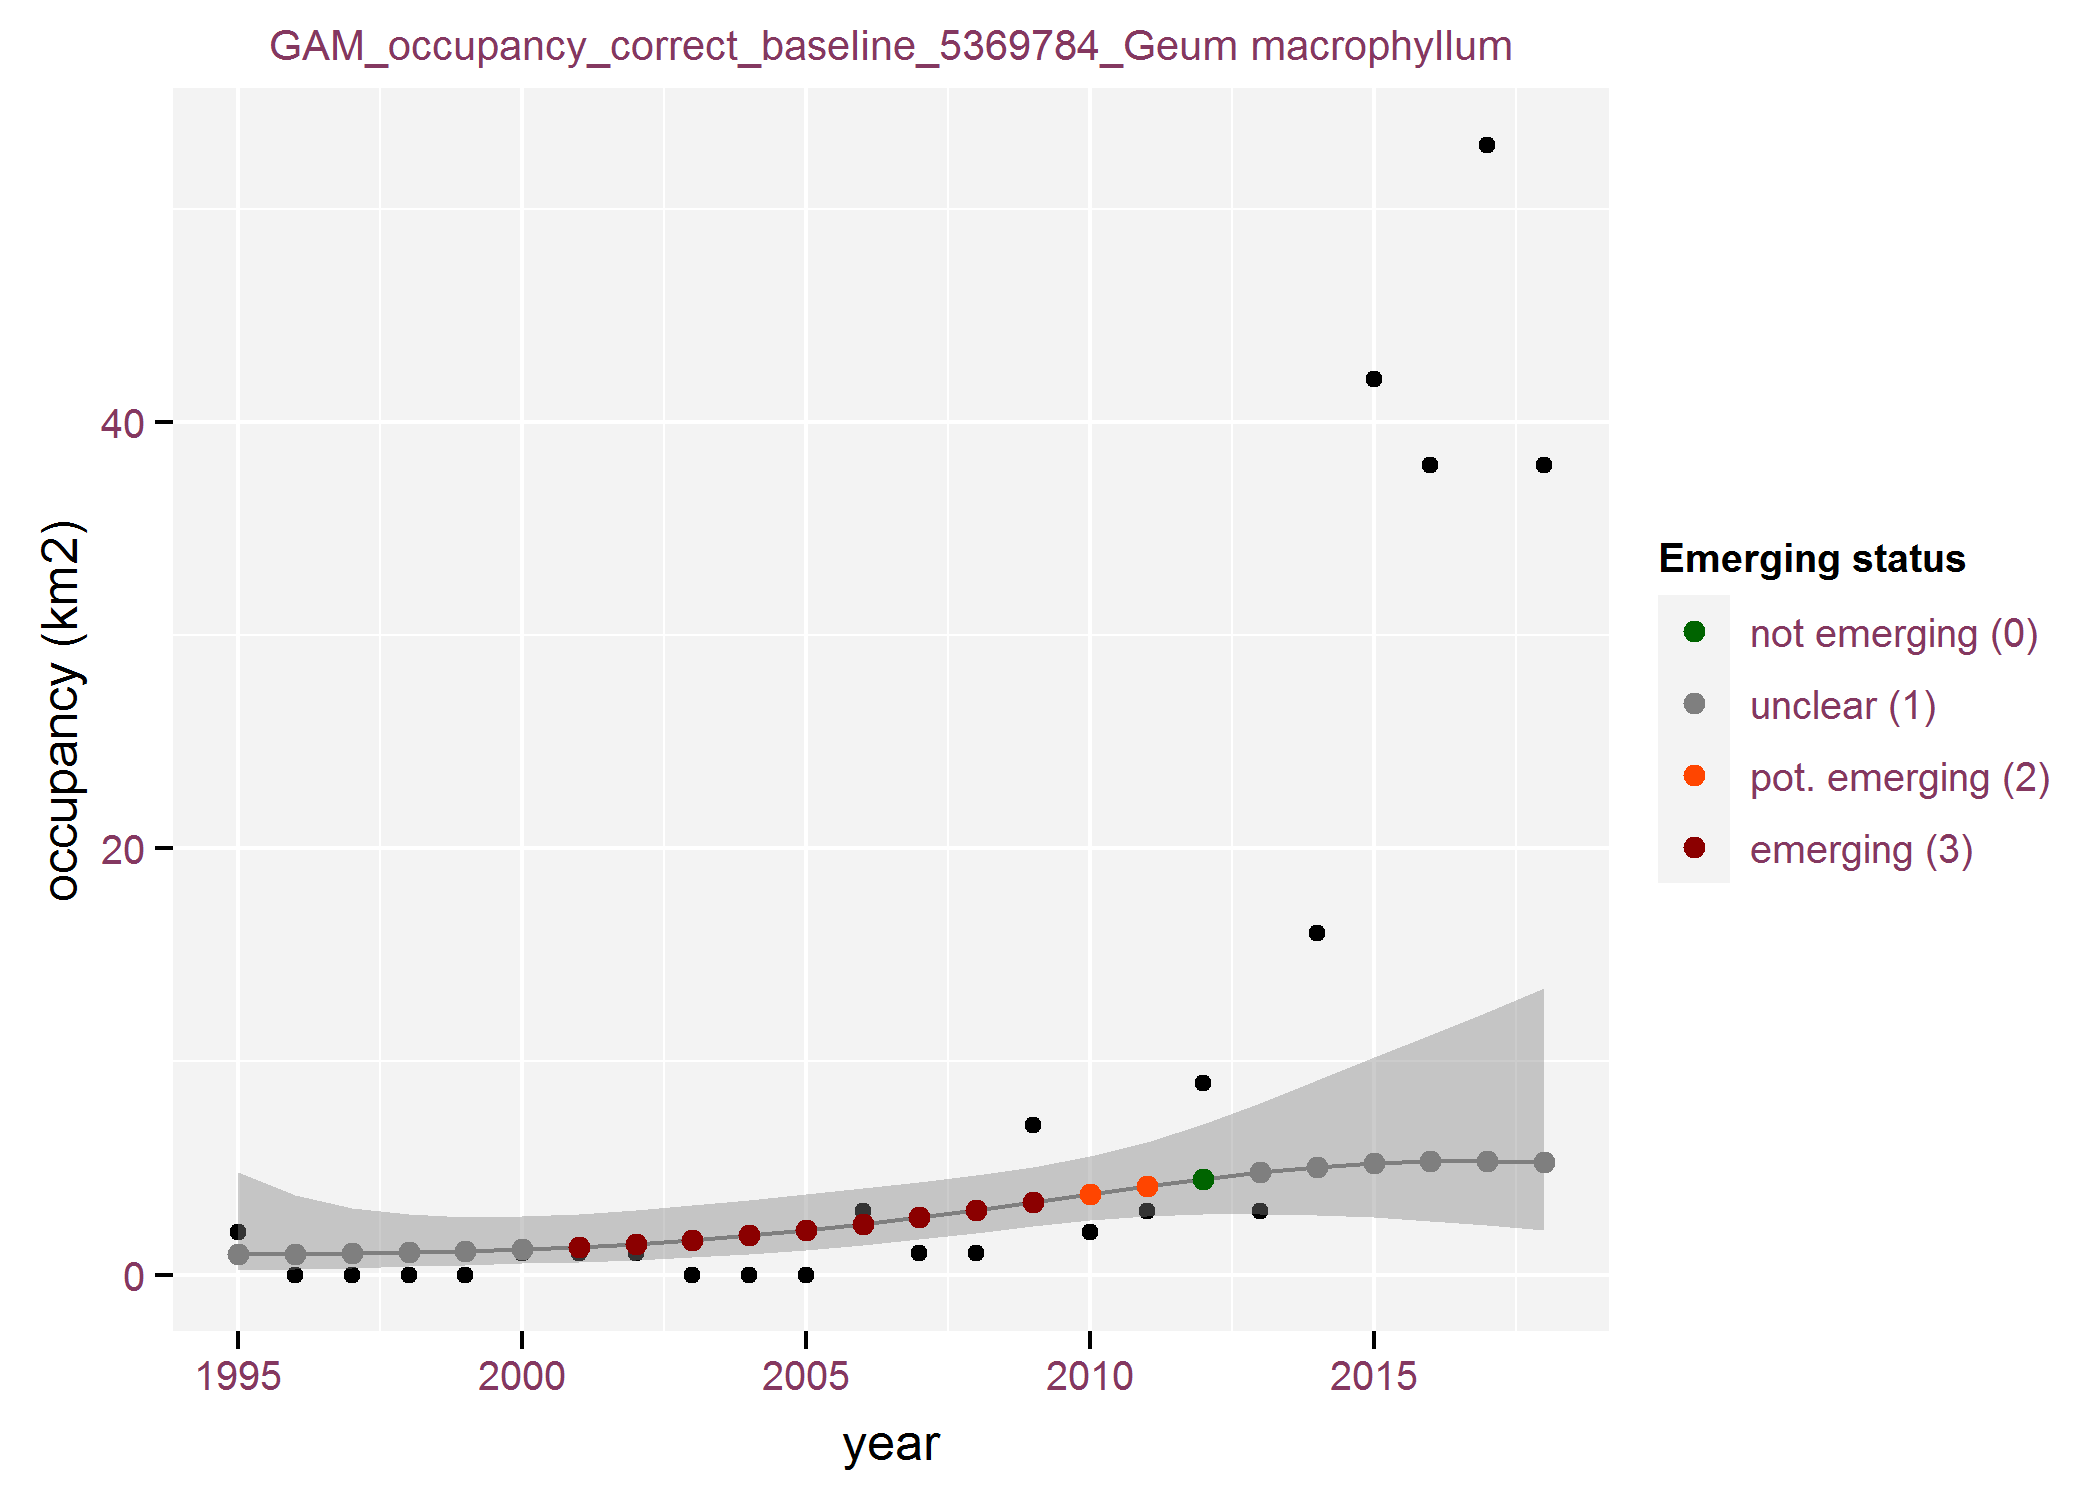 GAM_occupancy_correct_baseline_5369784_Geum macrophyllum
occupancy (km2)
40
20
0
1995 2000 2005 2010 2015
year
Emerging status
not emerging (0)
unclear (1)
pot. emerging (2)
emerging (3)